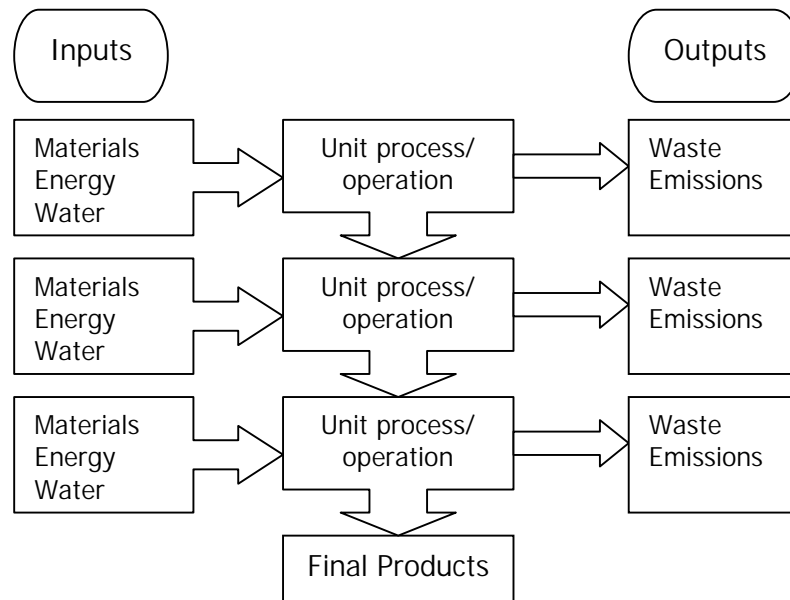 Inputs
Outputs
Materials
Energy
Water
Unit process/
operation
Waste
Emissions
Materials
Energy
Water
Unit process/
operation
Waste
Emissions
Materials
Energy
Water
Unit process/
operation
Waste
Emissions
Final Products